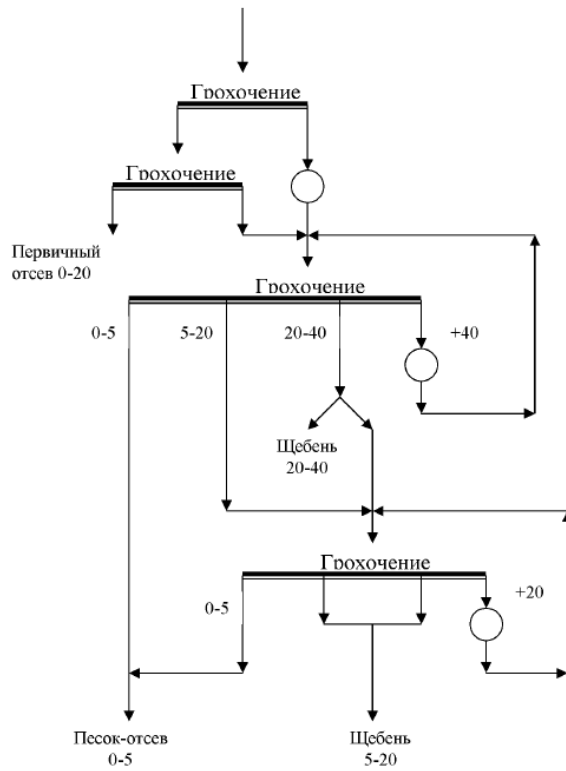 Грохочение
Грохочение
Первичный
отсев 0-20
Грохочение
0-5
5-20
20-40
+40
Щебень
20-40
Грохочение
0-5
+20
Песок-отсев
0-5
Щебень
5-20